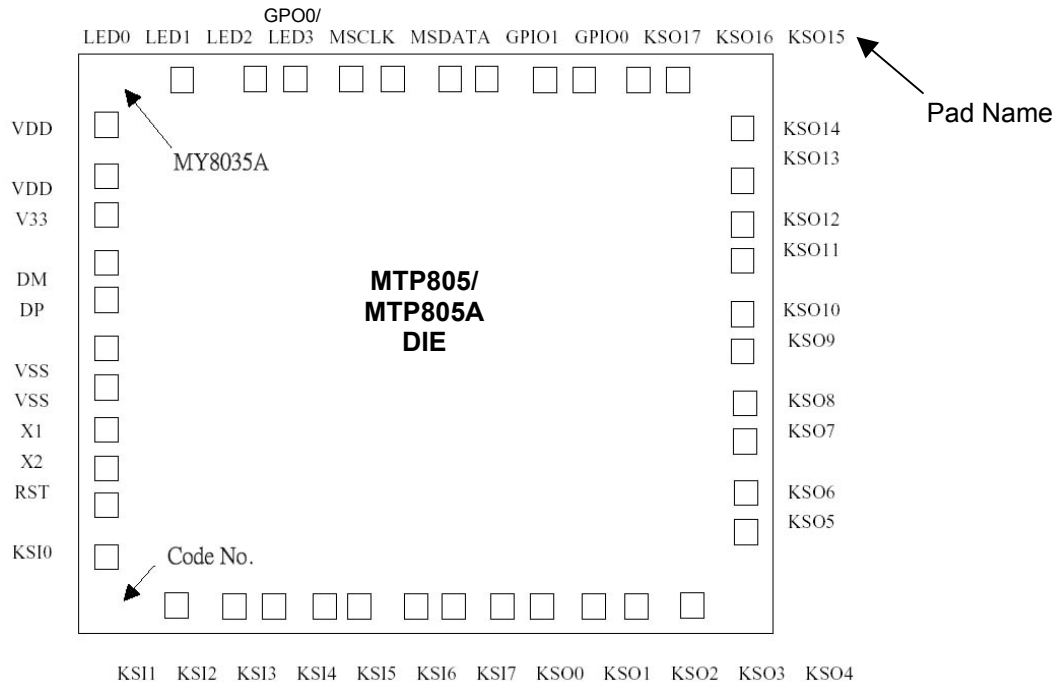 GPO0/
LED0 LED1 LED2 LED3 MSCLK MSDATA GPIO1 GPIO0 KSO17 KSO16 KSO15
Pad Name
VDD
VDD
V33
DM
DP
VSS
VSS
X1
X2
RST
KSI0
MY8035A
MTP805/
MTP805A
DIE
Code No.
KSO14
KSO13
KSO12
KSO11
KSO10
KSO9
KSO8
KSO7
KSO6
KSO5
KSI1 KSI2 KSI3 KSI4 KSI5 KSI6 KSI7 KSO0 KSO1 KSO2 KSO3 KSO4